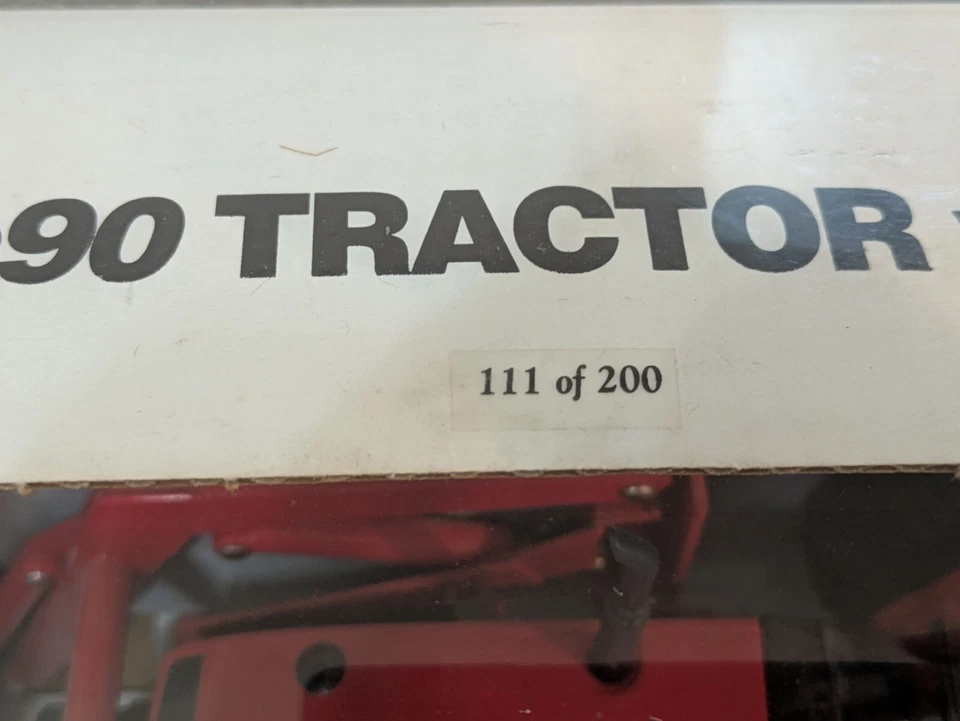 90 TRACTOR
111 of 200